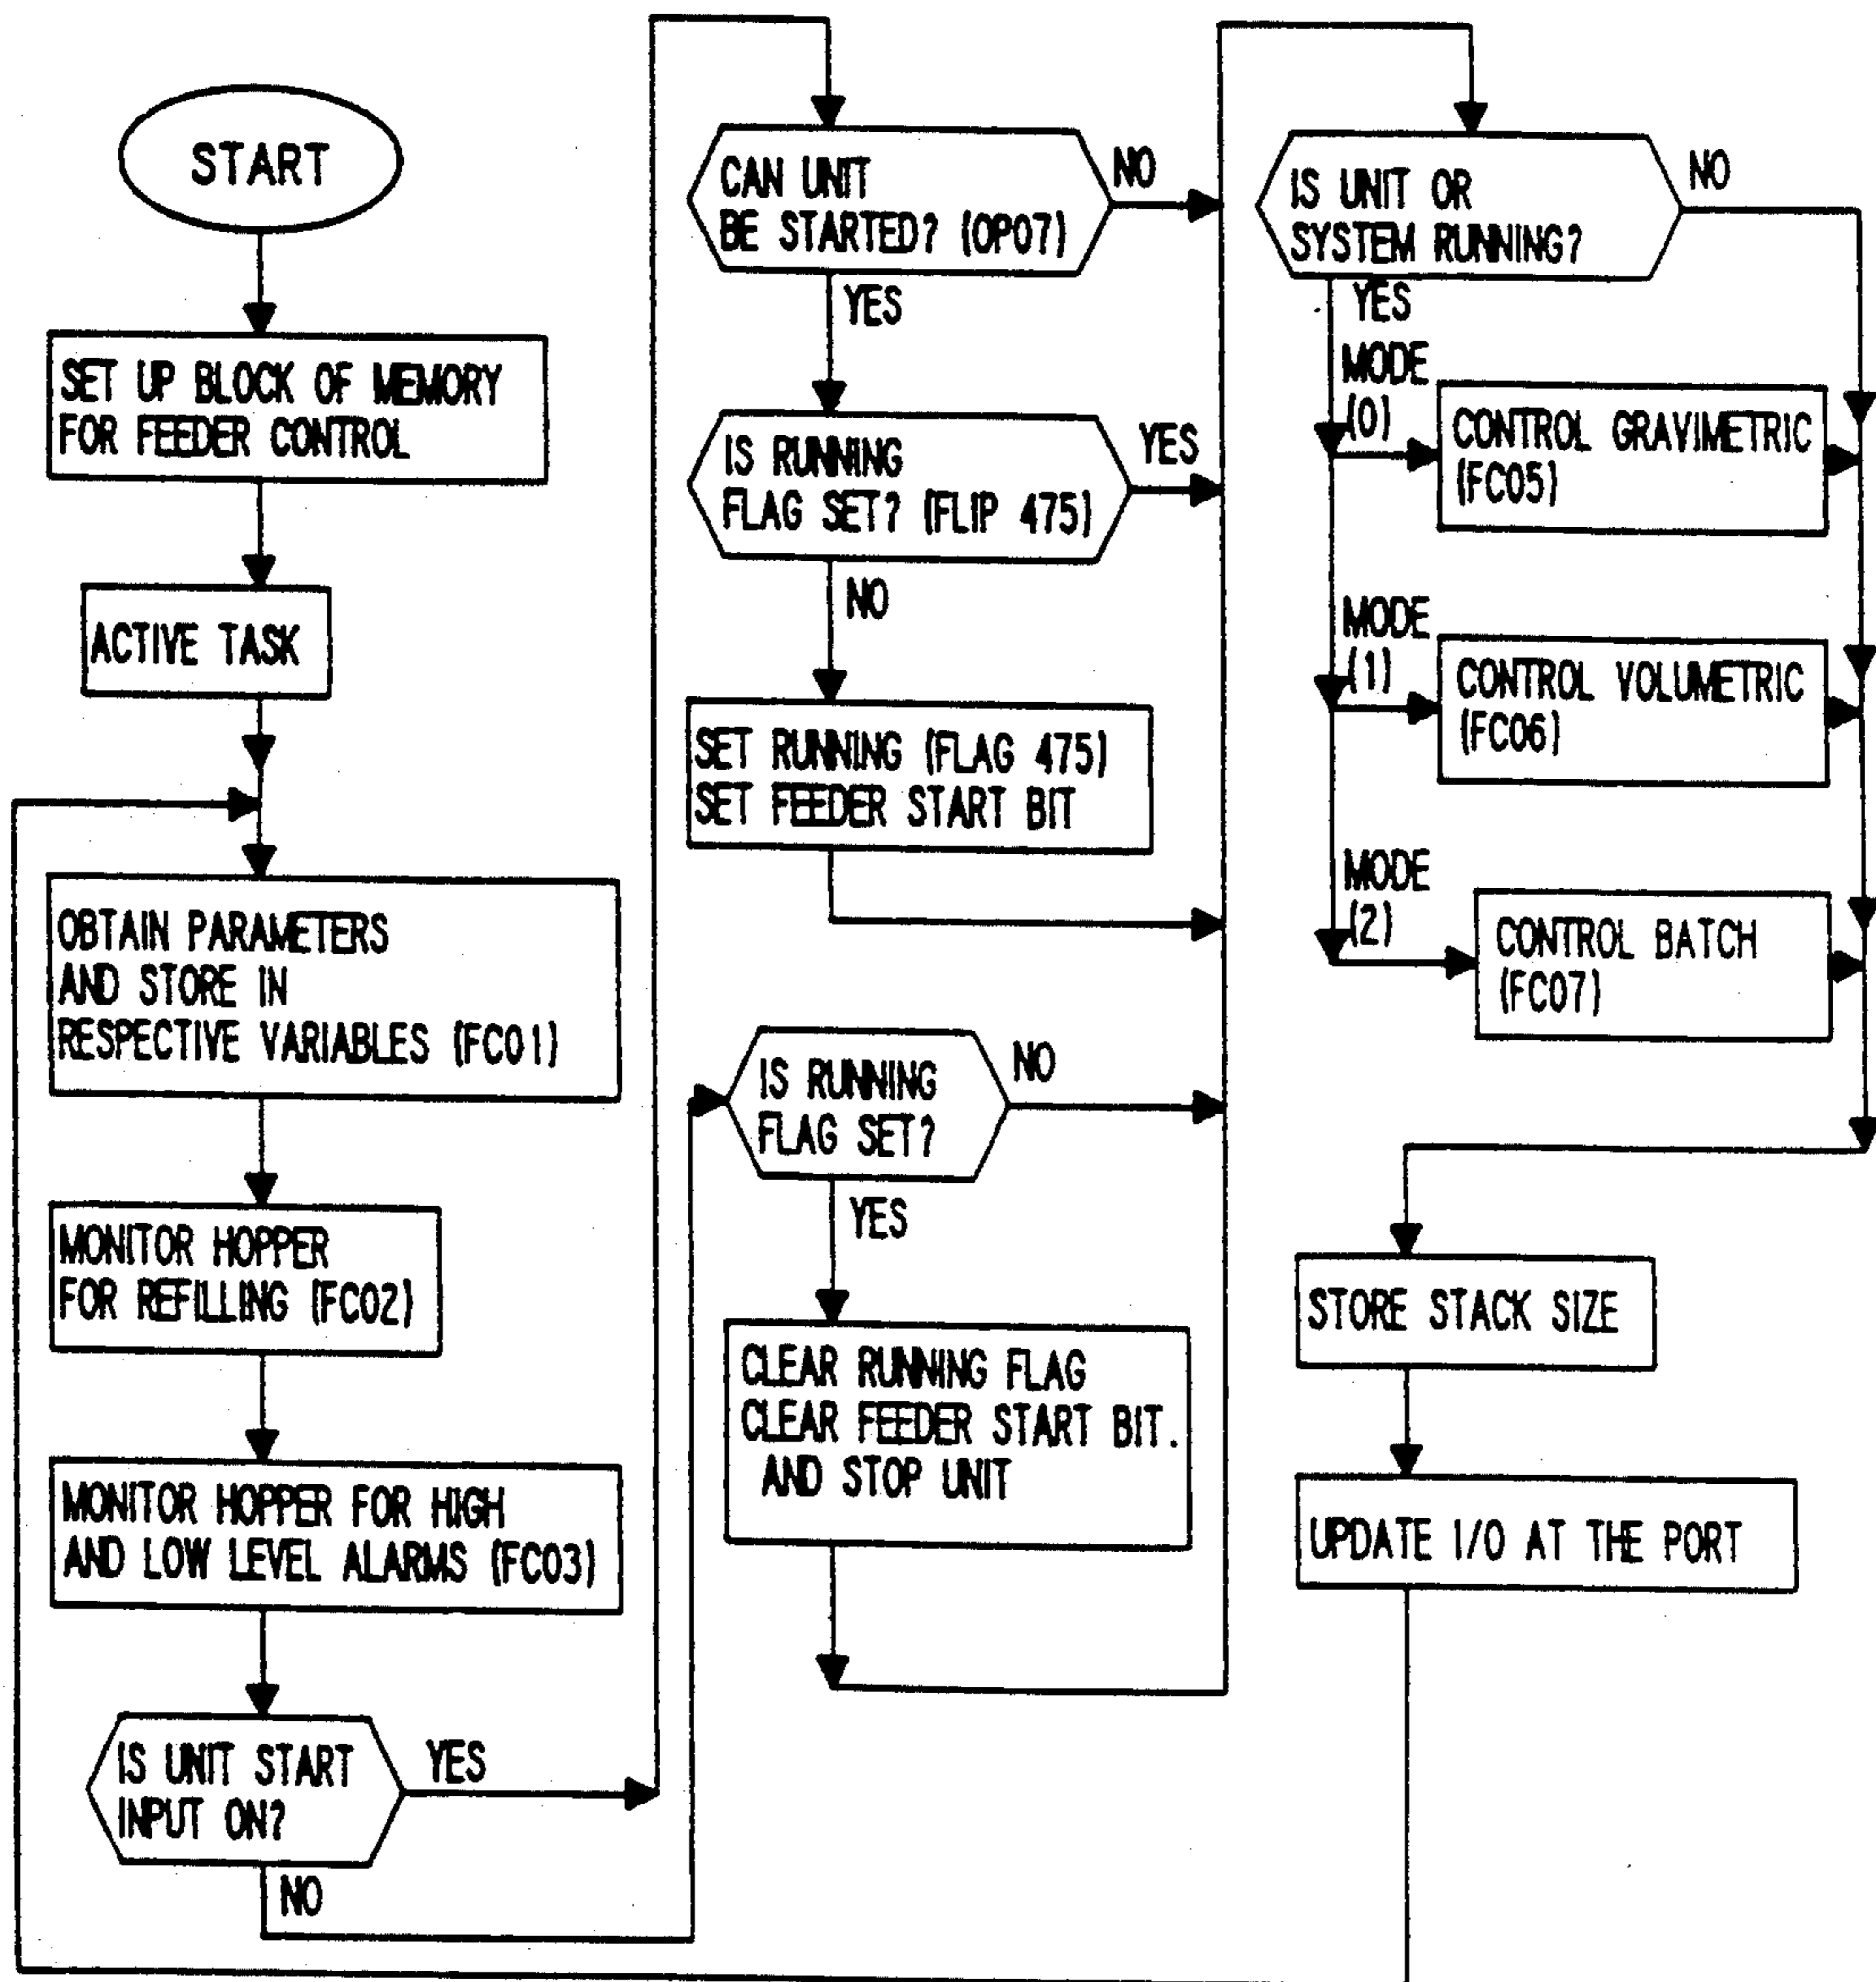 START
SET UP BLOCK OF MEMORY
FOR FEEDER CONTROL
ACTIVE TASK
OBTAIN PARAMETERS
AND STORE IN
RESPECTIVE VARIABLES (FC01)
MONITOR HOPPER
FOR REFILLING (FC02)
MONITOR HOPPER FOR HIGH
AND LOW LEVEL ALARMS (FC03)
IS UNIT START
INPUT ON?
YES
NO
CAN UNIT
BE STARTED? (OP07)
NO
YES
IS RUNNING
FLAG SET? (FLIP 475)
YES
NO
SET RUNNING (FLAG 475)
SET FEEDER START BIT
IS RUNNING
FLAG SET?
NO
YES
CLEAR RUNNING FLAG
CLEAR FEEDER START BIT.
AND STOP UNIT
IS UNIT OR
SYSTEM RUNNING?
NO
YES
MODE
(0)
CONTROL GRAVIMETRIC
(FC05)
MODE
(1)
CONTROL VOLUMETRIC
(FC06)
MODE
(2)
CONTROL BATCH
(FC07)
STORE STACK SIZE
UPDATE I/O AT THE PORT